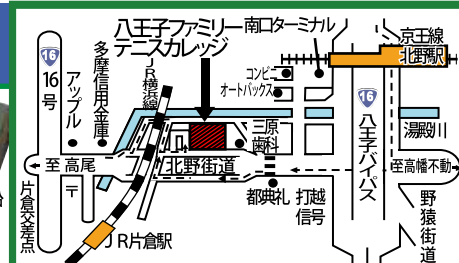 八王子ファミリー
テニスカレッジ
南口ターミナル
京王線
北野駅
16
16号
アップル
多摩信用金庫
JR横浜線
コンビニ
オートバックス
16
八王子バイパス
湯殿川
三原
歯科
至 高尾
北野街道
至高幡不動
〒
片倉交差点
都典礼
打越
信号
野猿街道
JR片倉駅